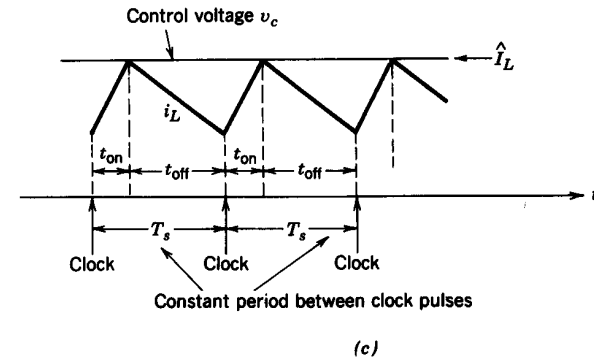 Control voltage v_c
Î_L
i_L
t_on t_off t_on t_off
t
T_s T_s
Clock Clock Clock
Constant period between clock pulses
(c)